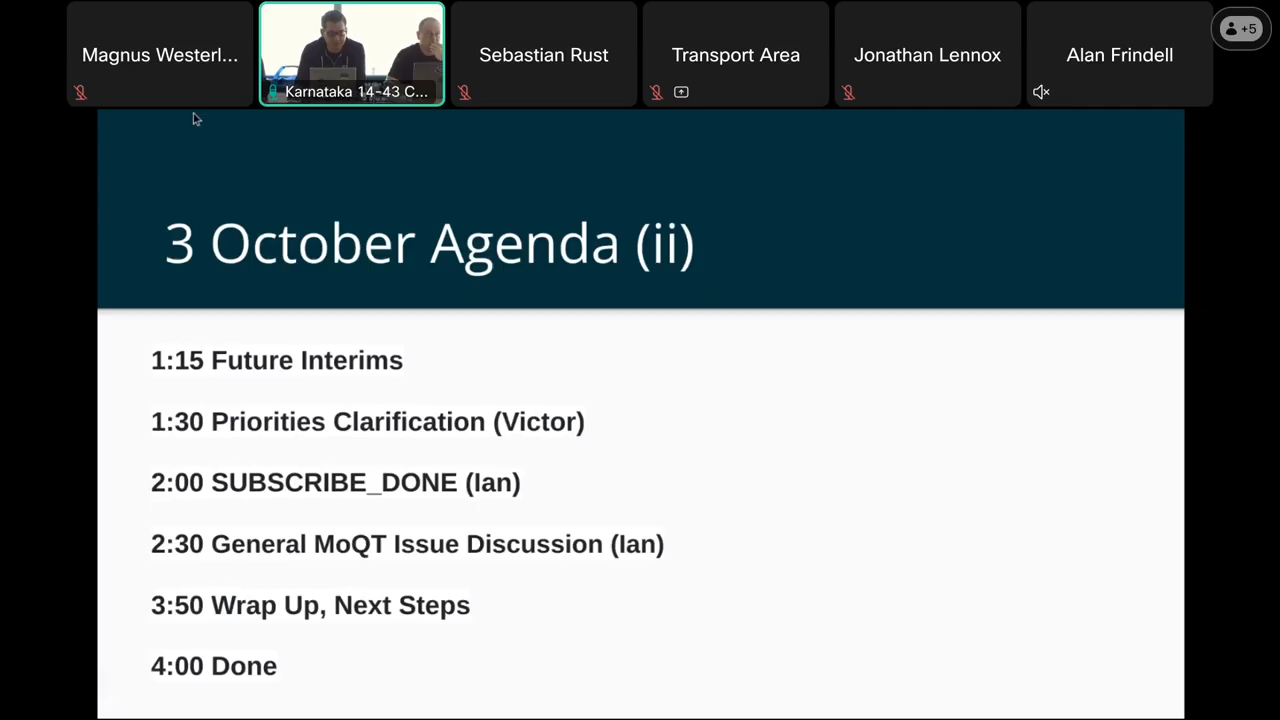 Magnus Westerl...
Karnataka 14-43 C...
Sebastian Rust
Transport Area
Jonathan Lennox
Alan Frindell
+5
3 October Agenda (ii)
1:15 Future Interims
1:30 Priorities Clarification (Victor)
2:00 SUBSCRIBE_DONE (Ian)
2:30 General MoQT Issue Discussion (Ian)
3:50 Wrap Up, Next Steps
4:00 Done